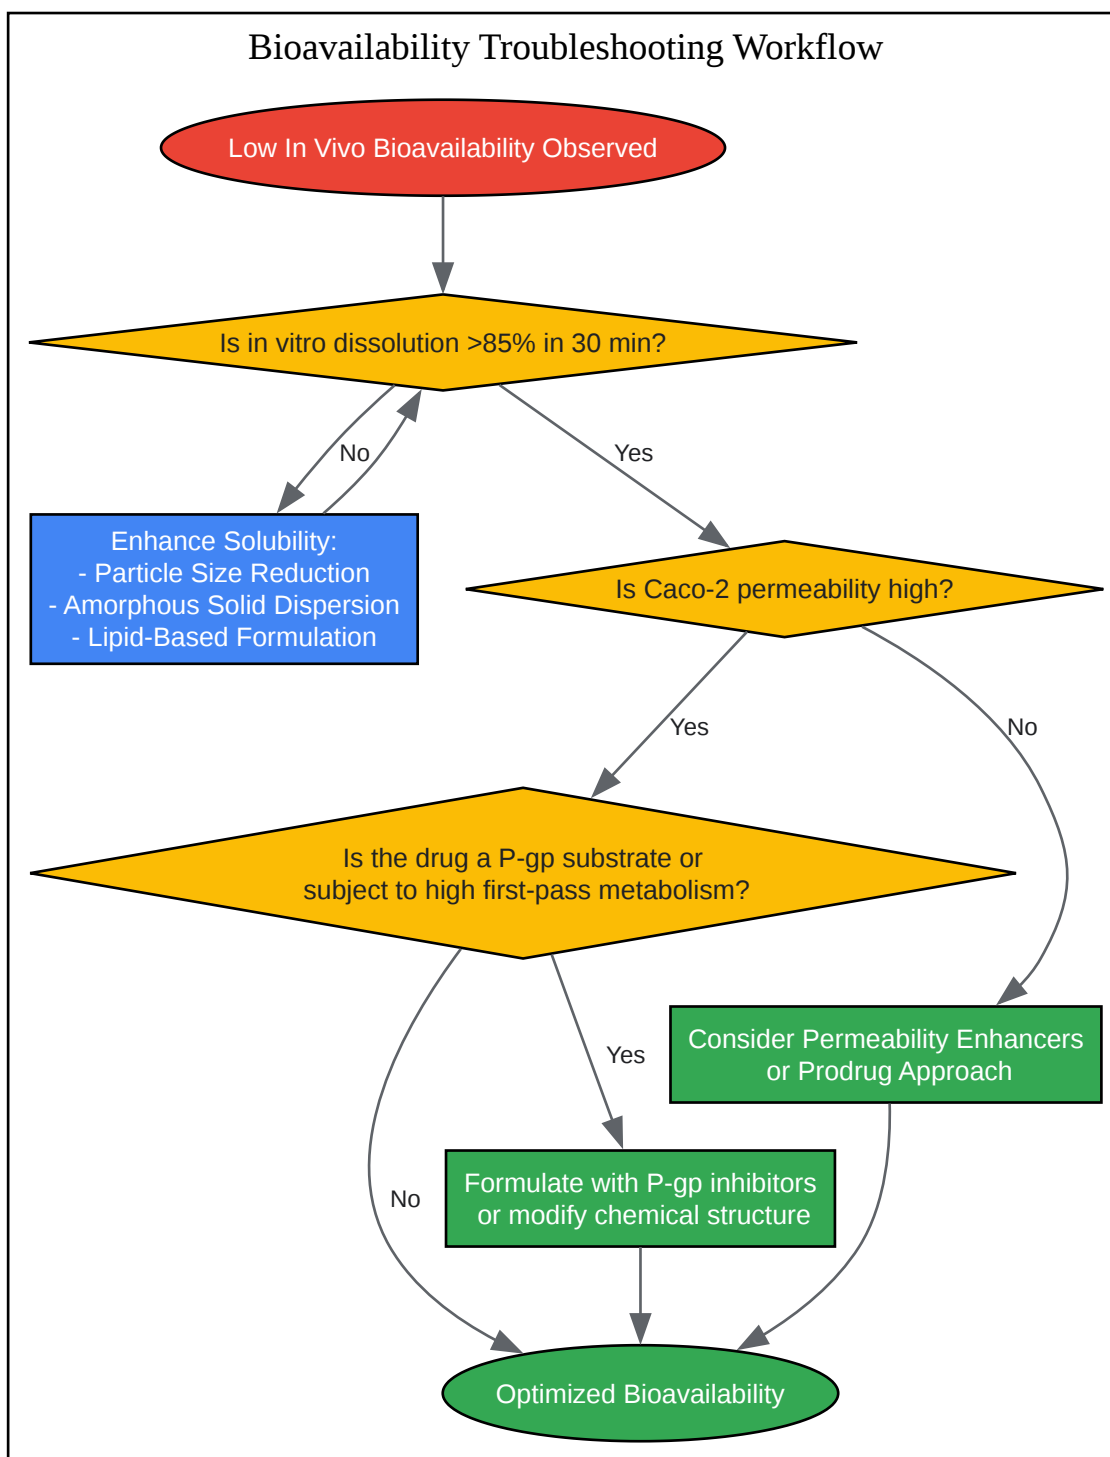 Bioavailability Troubleshooting Workflow
Low In Vivo Bioavailability Observed
Is in vitro dissolution >85% in 30 min?
No
Yes
Enhance Solubility:
- Particle Size Reduction
- Amorphous Solid Dispersion
- Lipid-Based Formulation
Is Caco-2 permeability high?
Yes
No
Is the drug a P-gp substrate or
subject to high first-pass metabolism?
Consider Permeability Enhancers
or Prodrug Approach
Yes
Formulate with P-gp inhibitors
or modify chemical structure
No
Optimized Bioavailability